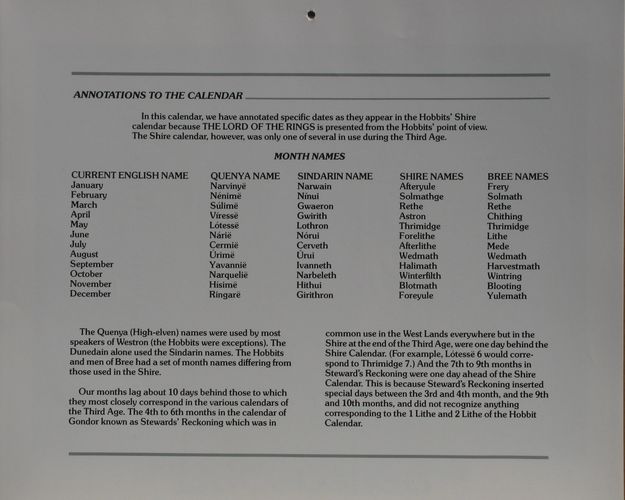 ANNOTATIONS TO THE CALENDAR
In this calendar, we have annotated specific dates as they appear in the Hobbits' Shire
calendar because THE LORD OF THE RINGS is presented from the Hobbits' point of view.
The Shire calendar, however, was only one of several in use during the Third Age.
MONTH NAMES
CURRENT ENGLISH NAME QUENYA NAME SINDARIN NAME SHIRE NAMES BREE NAMES
January Narvinyë Narwain Afteryule Frery
February Nénimë Nínui Solmathge Solmath
March Súlimë Gwaeron Rethe Rethe
April Víressë Gwirith Astron Chithing
May Lótessë Lothron Thrimidge Thrimidge
June Nárië Nórui Forelithe Lithe
July Cermië Cerveth Afterlithe Mede
August Urimë Urui Wedmath Wedmath
September Yavannië Ivanneth Halimath Harvestmath
October Narquelië Narbeleth Winterfilth Wintring
November Hísimë Hithui Blotmath Blooting
December Ringarë Girithron Foreyule Yulemath
The Quenya (High-elven) names were used by most
speakers of Westron (the Hobbits were exceptions). The
Dunedain alone used the Sindarin names. The Hobbits
and men of Bree had a set of month names differing from
those used in the Shire.
Our months lag about 10 days behind those to which
they most closely correspond in the various calendars of
the Third Age. The 4th to 6th months in the calendar of
Gondor known as Stewards' Reckoning which was in
common use in the West Lands everywhere but in the
Shire at the end of the Third Age, were one day behind the
Shire Calendar. (For example, Lótessë 6 would corre-
spond to Thrimidge 7.) And the 7th to 9th months in
Steward's Reckoning were one day ahead of the Shire
Calendar. This is because Steward's Reckoning inserted
special days between the 3rd and 4th month, and the 9th
and 10th months, and did not recognize anything
corresponding to the 1 Lithe and 2 Lithe of the Hobbit
Calendar.